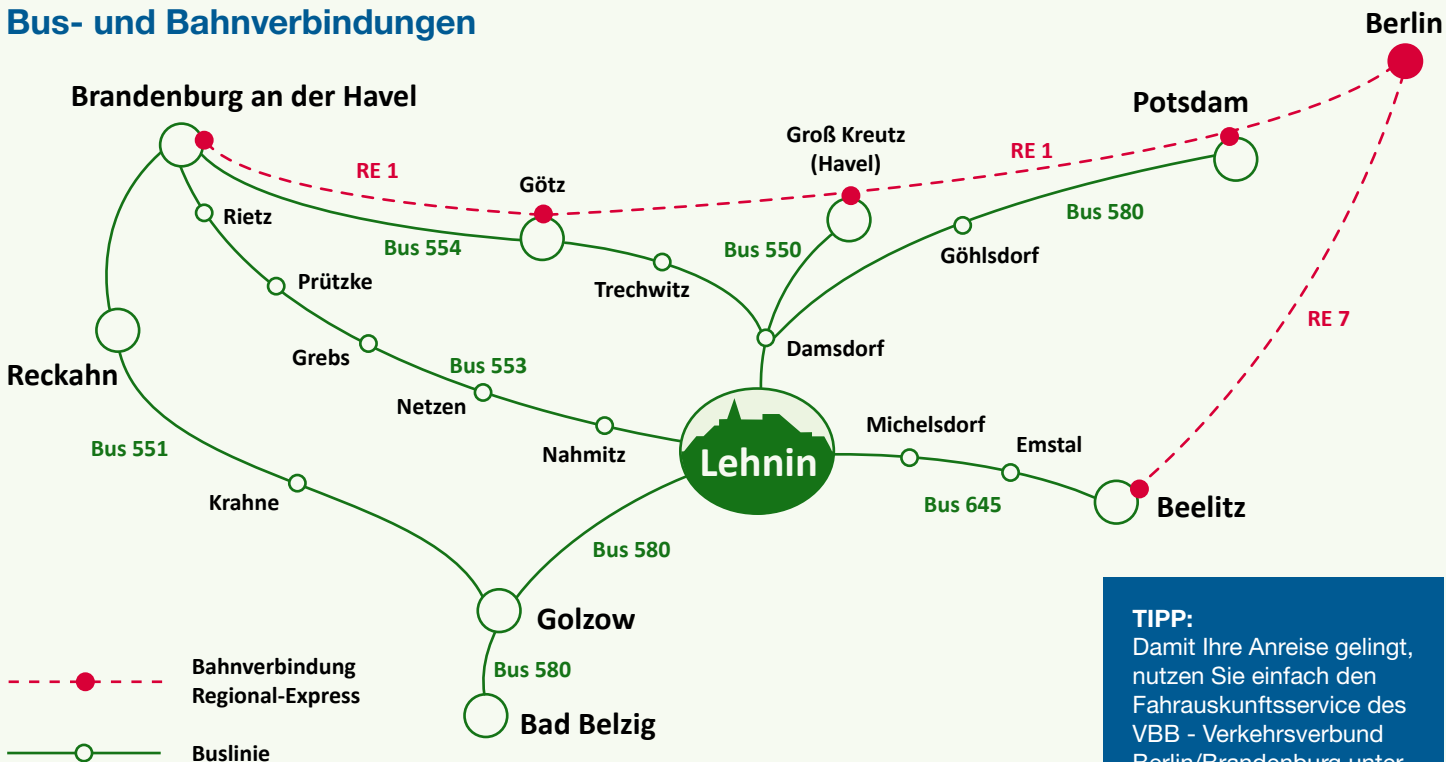 Bus- und Bahnverbindungen
Berlin
Brandenburg an der Havel
Potsdam
Groß Kreutz
(Havel)
RE 1
RE 1
Götz
Rietz
Bus 554
Bus 550
Bus 580
Göhlsdorf
Trechwitz
Prützke
RE 7
Damsdorf
Grebs
Bus 553
Reckahn
Netzen
Michelsdorf
Emstal
Bus 551
Nahmitz
Lehnin
Krahne
Bus 645
Beelitz
Bus 580
Golzow
Bus 580
Bad Belzig
Bahnverbindung
Regional-Express
Buslinie
TIPP:
Damit Ihre Anreise gelingt,
nutzen Sie einfach den
Fahrauskunftsservice des
VBB - Verkehrsverbund
Berlin/Brandenburg unter